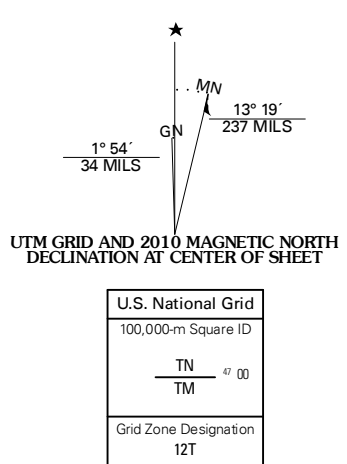 ★
MN
13° 19´
237 MILS
GN
1° 54´
34 MILS
UTM GRID AND 2010 MAGNETIC NORTH
DECLINATION AT CENTER OF SHEET
U.S. National Grid
100,000-m Square ID
TN
47 00
TM
Grid Zone Designation
12T